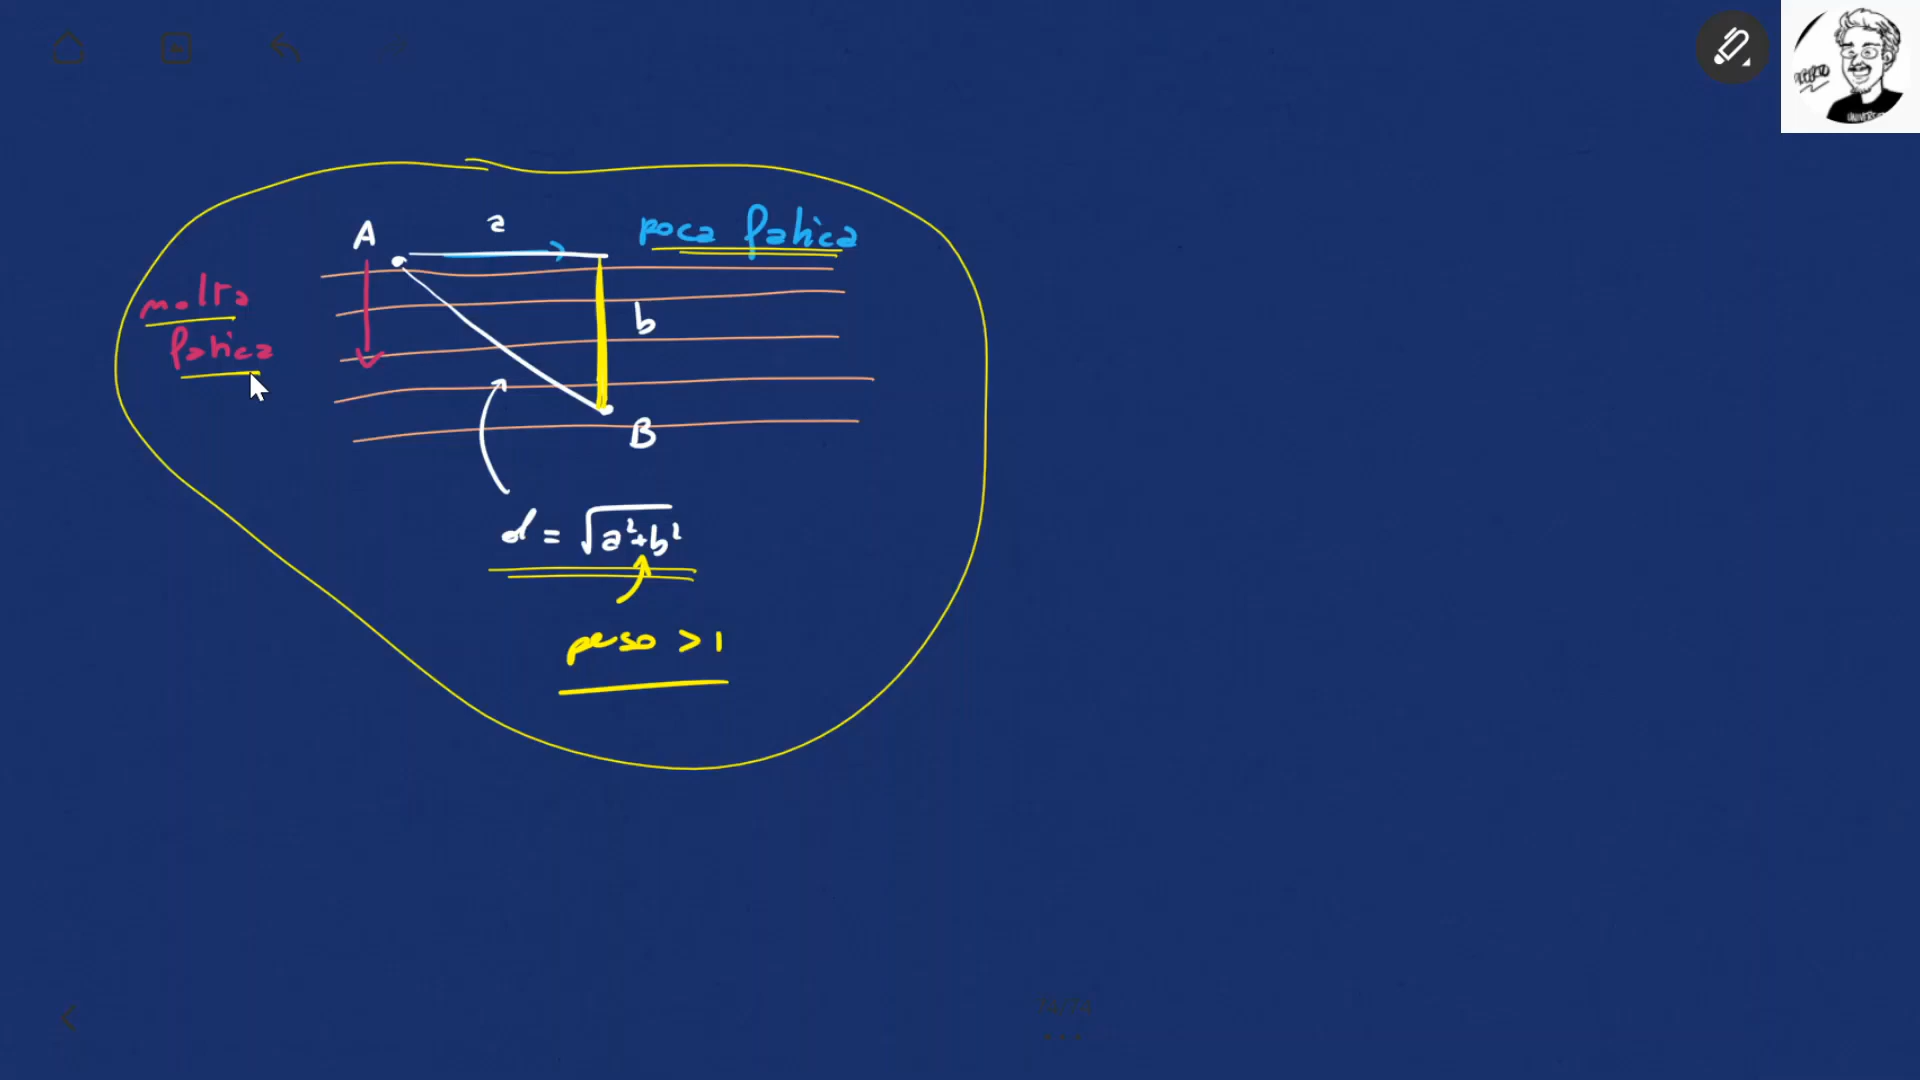 a
A
poca fatica
molta
fatica
b
B
d = √a²+b²
peso > 1